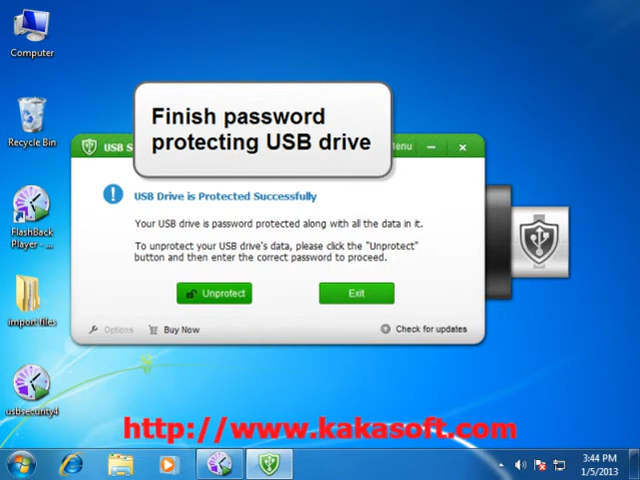 Computer
Recycle Bin
FlashBack
Player - ...
import files
usbsecurity4
Finish password
protecting USB drive
USB S
Menu
USB Drive is Protected Successfully
Your USB drive is password protected along with all the data in it.
To unprotect your USB drive's data, please click the "Unprotect"
button and then enter the correct password to proceed.
Unprotect
Exit
Options
Buy Now
Check for updates
http://www.kakasoft.com
3:44 PM
1/5/2013